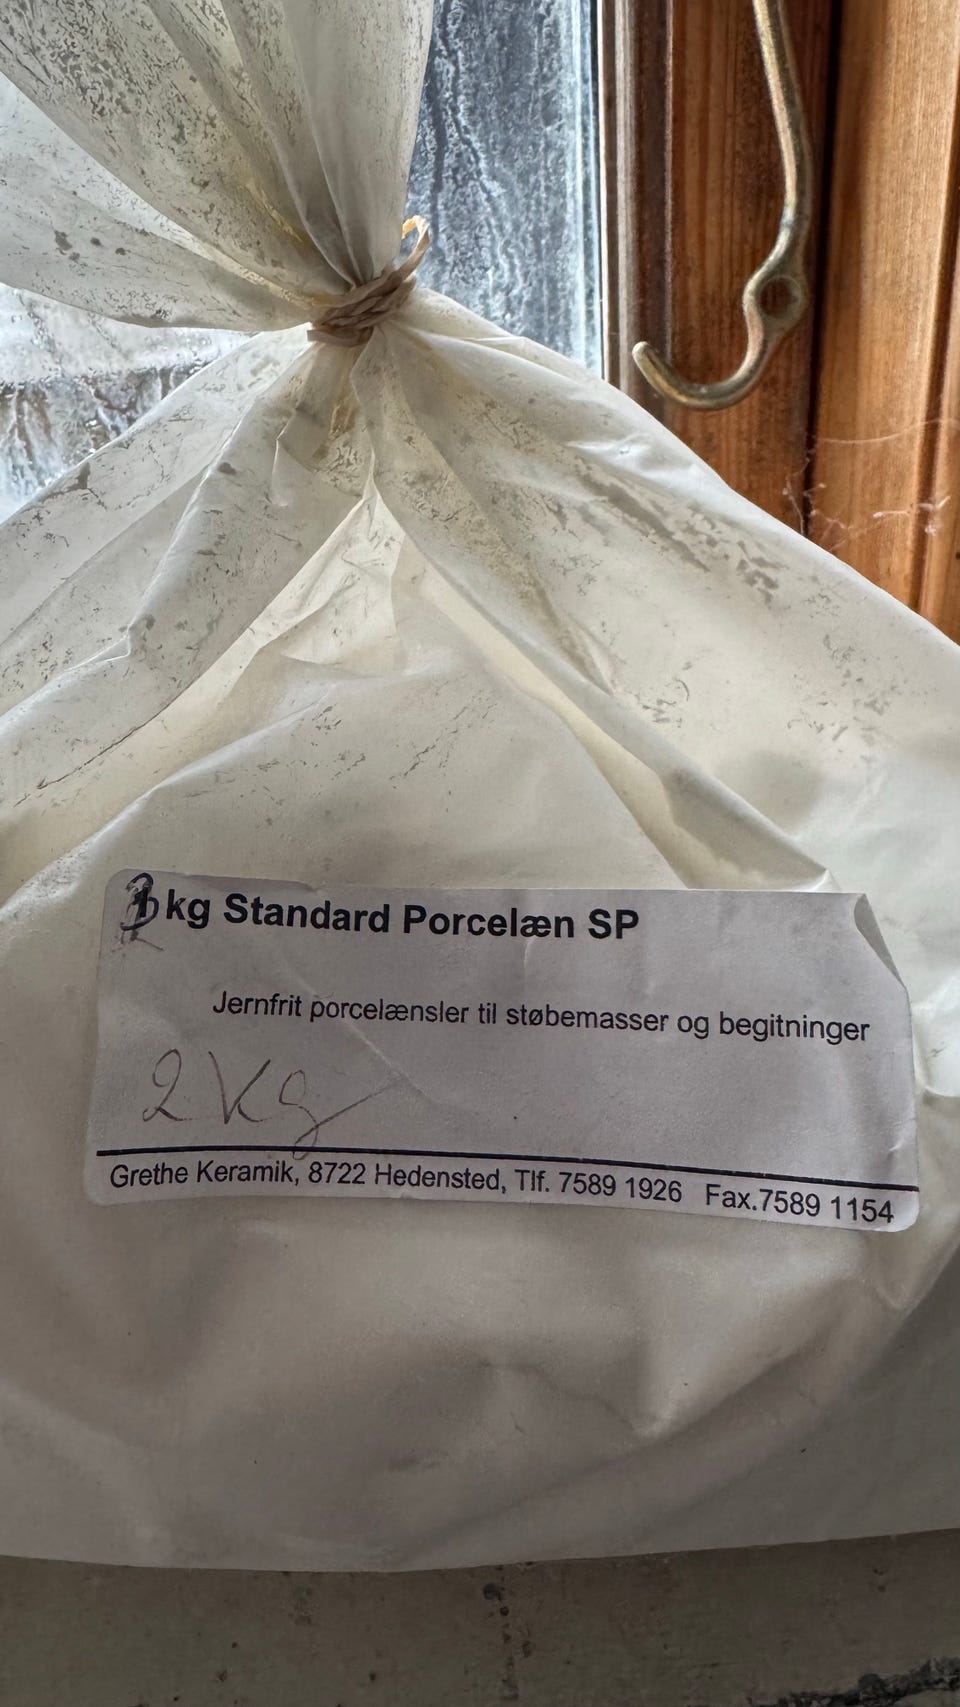 kg Standard Porcelæn SP
Jernfrit porcelænsler til støbemasser og begitninger
2 Kg
Grethe Keramik, 8722 Hedensted, Tlf. 7589 1926 Fax.7589 1154